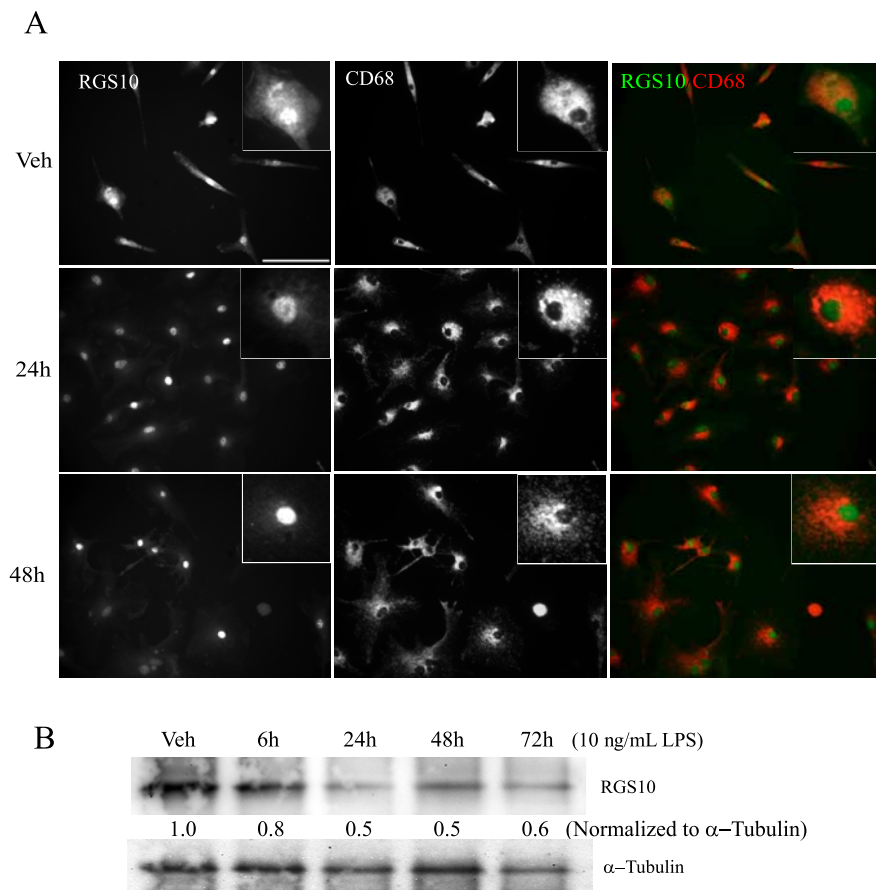 A
RGS10 CD68 RGS10 CD68
Veh
24h
48h
B
Veh 6h 24h 48h 72h (10 ng/mL LPS)
RGS10
1.0 0.8 0.5 0.5 0.6 (Normalized to α−Tubulin)
α−Tubulin